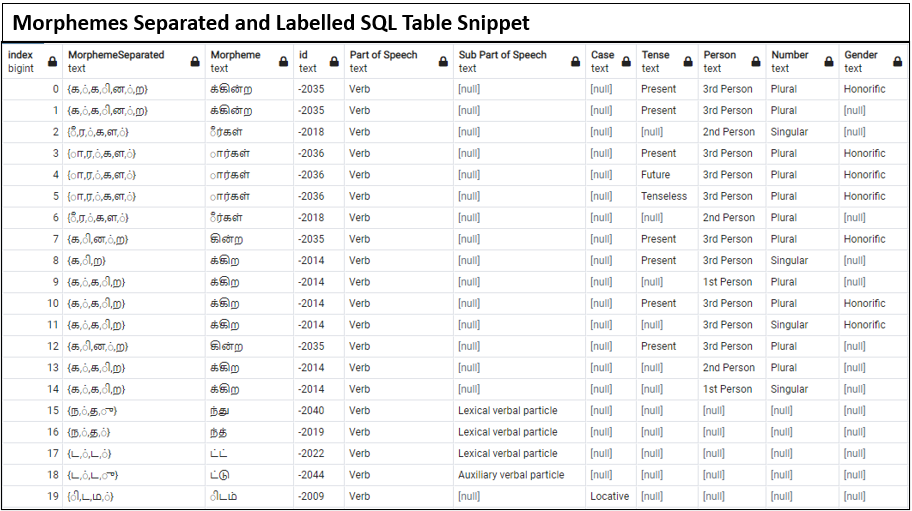 Morphemes Separated and Labelled SQL Table Snippet
index MorphemeSeparated Morpheme id Part of Speech Sub Part of Speech Case Tense Person Number Gender
bigint text text text text text text text text text text
0 {க,்,க,ி,ன,்,ற} க்கின்ற -2035 Verb [null] [null] Present 3rd Person Plural Honorific
1 {க,்,க,ி,ன,்,ற} க்கின்ற -2035 Verb [null] [null] Present 3rd Person Plural [null]
2 {ீ,ர,்,க,ள,்} ீர்கள் -2018 Verb [null] [null] [null] 2nd Person Singular [null]
3 {ா,ர,்,க,ள,்} ார்கள் -2036 Verb [null] [null] Present 3rd Person Plural Honorific
4 {ா,ர,்,க,ள,்} ார்கள் -2036 Verb [null] [null] Future 3rd Person Plural Honorific
5 {ா,ர,்,க,ள,்} ார்கள் -2036 Verb [null] [null] Tenseless 3rd Person Plural Honorific
6 {ீ,ர,்,க,ள,்} ீர்கள் -2018 Verb [null] [null] [null] 2nd Person Plural [null]
7 {க,ி,ன,்,ற} கின்ற -2035 Verb [null] [null] Present 3rd Person Plural Honorific
8 {க,ி,ற} க்கிற -2014 Verb [null] [null] Present 3rd Person Singular [null]
9 {க,்,க,ி,ற} க்கிற -2014 Verb [null] [null] [null] 1st Person Plural [null]
10 {க,்,க,ி,ற} க்கிற -2014 Verb [null] [null] Present 3rd Person Plural Honorific
11 {க,்,க,ி,ற} க்கிற -2014 Verb [null] [null] [null] 3rd Person Singular Honorific
12 {க,ி,ன,்,ற} கின்ற -2035 Verb [null] [null] Present 3rd Person Plural [null]
13 {க,்,க,ி,ற} க்கிற -2014 Verb [null] [null] [null] 2nd Person Plural [null]
14 {க,்,க,ி,ற} க்கிற -2014 Verb [null] [null] [null] 1st Person Singular [null]
15 {ந,்,த,ு} ந்து -2040 Verb Lexical verbal particle [null] [null] [null] [null] [null]
16 {ந,்,த,்} ந்த் -2019 Verb Lexical verbal particle [null] [null] [null] [null] [null]
17 {ட,்,ட,்} ட்ட் -2022 Verb Lexical verbal particle [null] [null] [null] [null] [null]
18 {ட,்,ட,ு} ட்டு -2044 Verb Auxiliary verbal particle [null] [null] [null] [null] [null]
19 {ி,ட,ம,்} ிடம் -2009 Verb [null] Locative [null] [null] [null] [null]